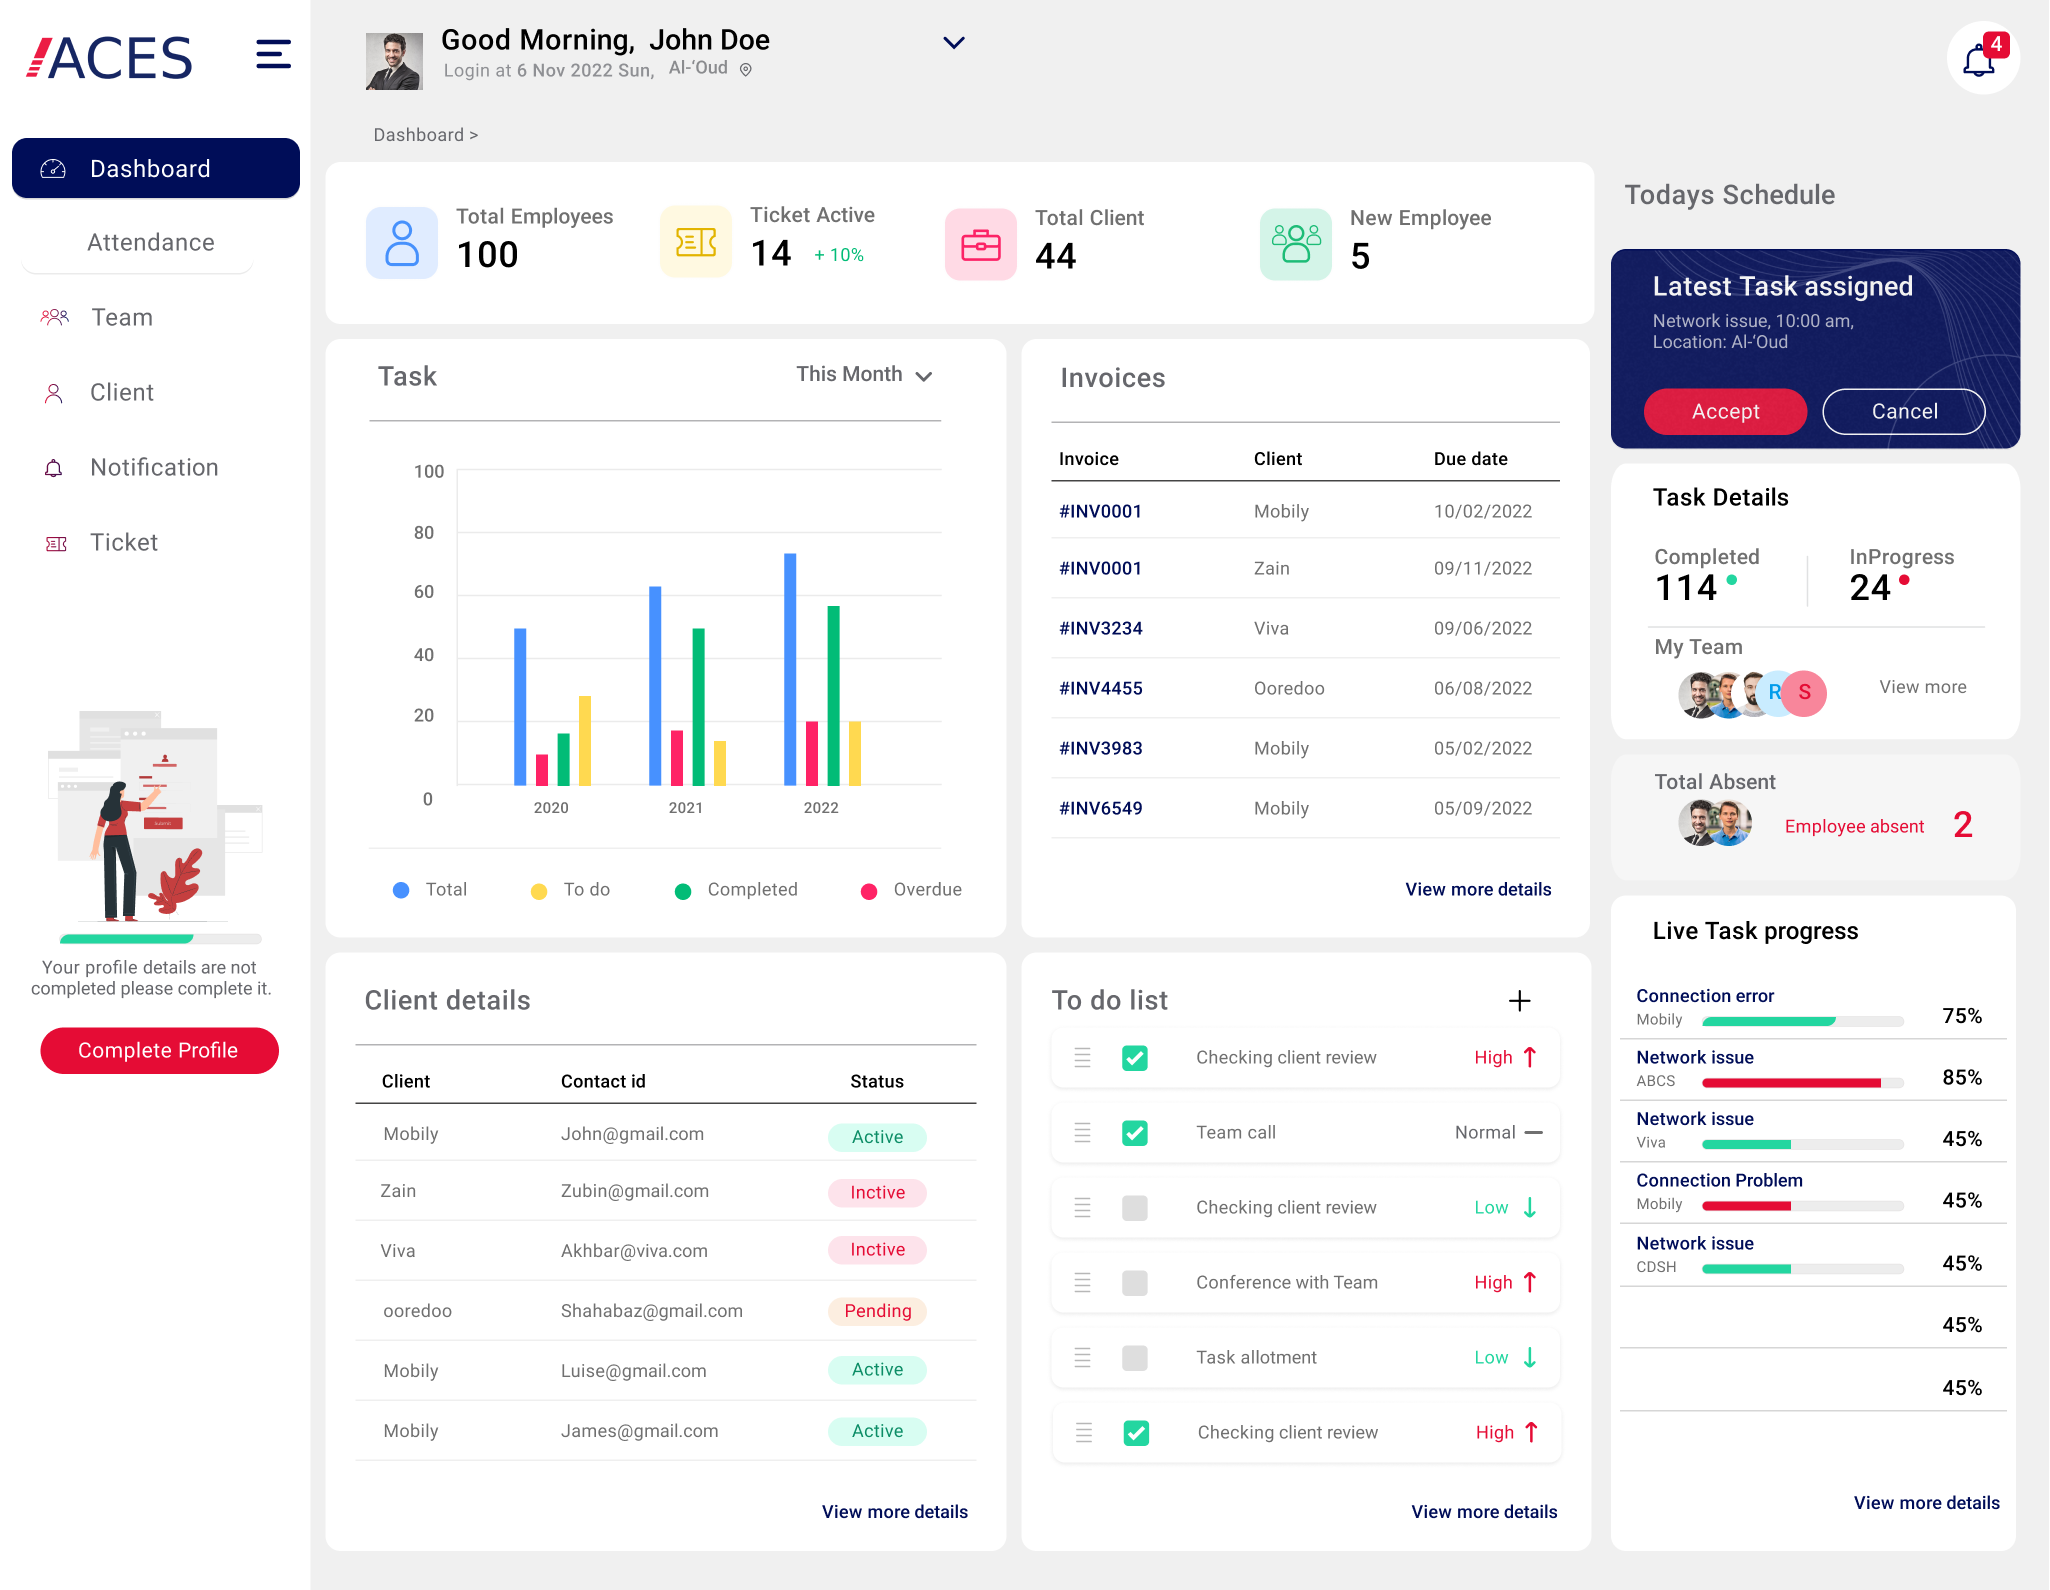 ACES
Good Morning, John Doe
Login at 6 Nov 2022 Sun, Al-‘Oud
4
Dashboard
Attendance
Team
Client
Notification
Ticket
Your profile details are not
completed please complete it.
Complete Profile
Dashboard >
Total Employees
100
Ticket Active
14 + 10%
Total Client
44
New Employee
5
Task
This Month
100
80
60
40
20
0
2020 2021 2022
Total To do Completed Overdue
Invoices
Invoice Client Due date
#INV0001 Mobily 10/02/2022
#INV0001 Zain 09/11/2022
#INV3234 Viva 09/06/2022
#INV4455 Ooredoo 06/08/2022
#INV3983 Mobily 05/02/2022
#INV6549 Mobily 05/09/2022
View more details
Client details
Client Contact id Status
Mobily John@gmail.com Active
Zain Zubin@gmail.com Inctive
Viva Akhbar@viva.com Inctive
ooredoo Shahabaz@gmail.com Pending
Mobily Luise@gmail.com Active
Mobily James@gmail.com Active
View more details
To do list
Checking client review High
Team call Normal
Checking client review Low
Conference with Team High
Task allotment Low
Checking client review High
View more details
Todays Schedule
Latest Task assigned
Network issue, 10:00 am,
Location: Al-‘Oud
Accept Cancel
Task Details
Completed InProgress
114 24
My Team
R S
View more
Total Absent
Employee absent 2
Live Task progress
Connection error
Mobily 75%
Network issue
ABCS 85%
Network issue
Viva 45%
Connection Problem
Mobily 45%
Network issue
CDSH 45%
45%
45%
View more details